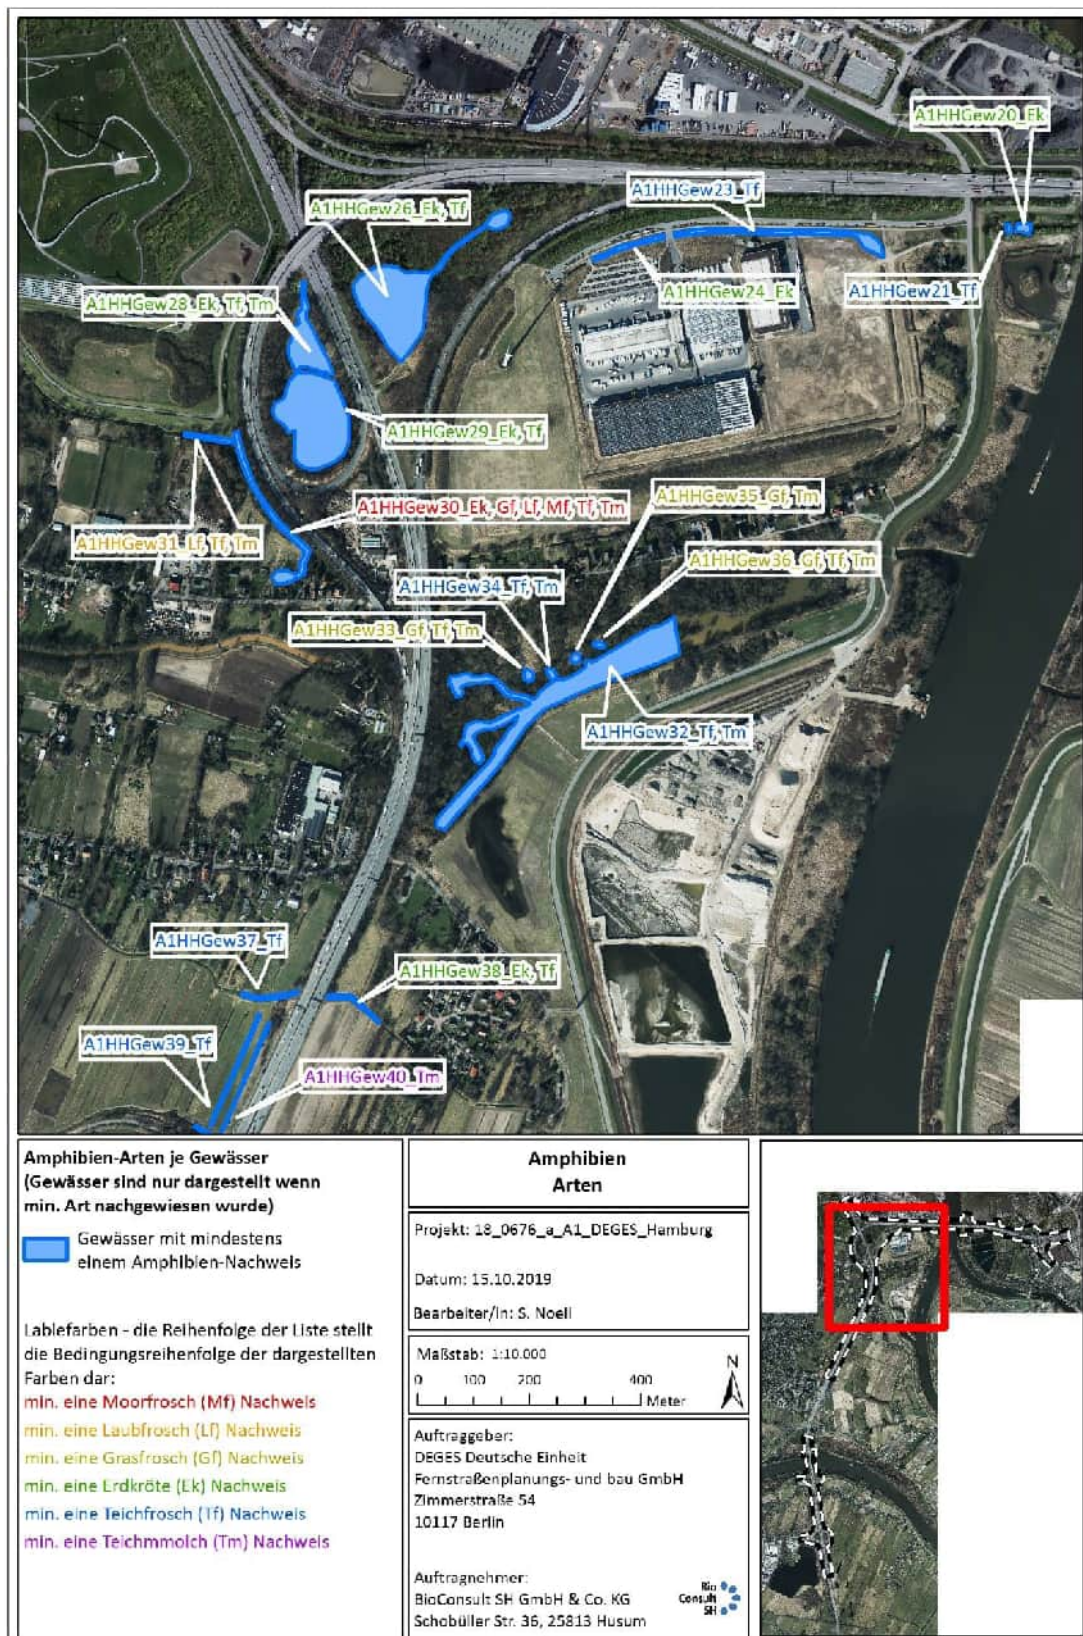 A1HHGew20_Ek
A1HHGew23_Tf
A1HHGew26_Ek, Tf
A1HHGew24_Ek
A1HHGew21_Tf
A1HHGew28_Ek, Tf, Tm
A1HHGew29_Ek, Tf
A1HHGew35_Gf, Tm
A1HHGew30_Ek, Gf, Lf, Mf, Tf, Tm
A1HHGew31_Lf, Tf, Tm
A1HHGew36_Gf, Tf, Tm
A1HHGew34_Tf, Tm
A1HHGew33_Gf, Tf, Tm
A1HHGew32_Tf, Tm
A1HHGew37_Tf
A1HHGew38_Ek, Tf
A1HHGew39_Tf
A1HHGew40_Tm
Amphibien-Arten je Gewässer
(Gewässer sind nur dargestellt wenn
min. Art nachgewiesen wurde)
Gewässer mit mindestens
einem Amphibien-Nachweis
Lablefarben - die Reihenfolge der Liste stellt
die Bedingungsreihenfolge der dargestellten
Farben dar:
min. eine Moorfrosch (Mf) Nachweis
min. eine Laubfrosch (Lf) Nachweis
min. eine Grasfrosch (Gf) Nachweis
min. eine Erdkröte (Ek) Nachweis
min. eine Teichfrosch (Tf) Nachweis
min. eine Teichmmolch (Tm) Nachweis
Amphibien
Arten
Projekt: 18_0676_a_A1_DEGES_Hamburg
Datum: 15.10.2019
Bearbeiter/in: S. Noell
Maßstab: 1:10.000
0 100 200 400
Meter
N
Auftraggeber:
DEGES Deutsche Einheit
Fernstraßenplanungs- und bau GmbH
Zimmerstraße 54
10117 Berlin
Auftragnehmer:
BioConsult SH GmbH & Co. KG
Schobüller Str. 36, 25813 Husum
Bio
Consult
SH